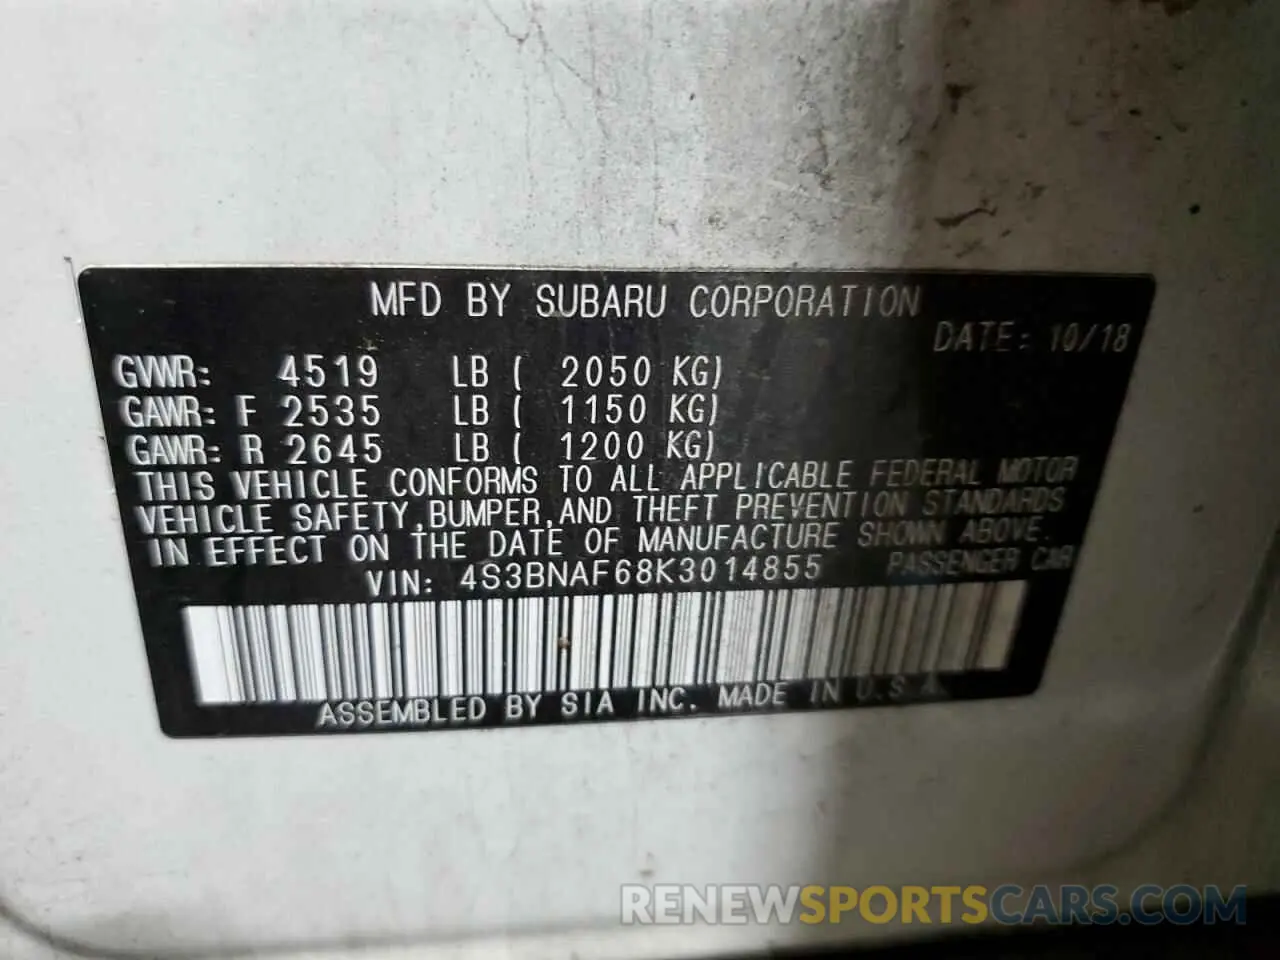 MFD BY SUBARU CORPORATION
DATE: 10/18
GVWR: 4519 LB ( 2050 KG)
GAWR: F 2535 LB ( 1150 KG)
GAWR: R 2645 LB ( 1200 KG)
THIS VEHICLE CONFORMS TO ALL APPLICABLE FEDERAL MOTOR
VEHICLE SAFETY,BUMPER,AND THEFT PREVENTION STANDARDS
IN EFFECT ON THE DATE OF MANUFACTURE SHOWN ABOVE.
VIN: 4S3BNAF68K3014855 PASSENGER CAR
ASSEMBLED BY SIA INC. MADE IN U.S.A.
RENEWSPORTSCARS.COM